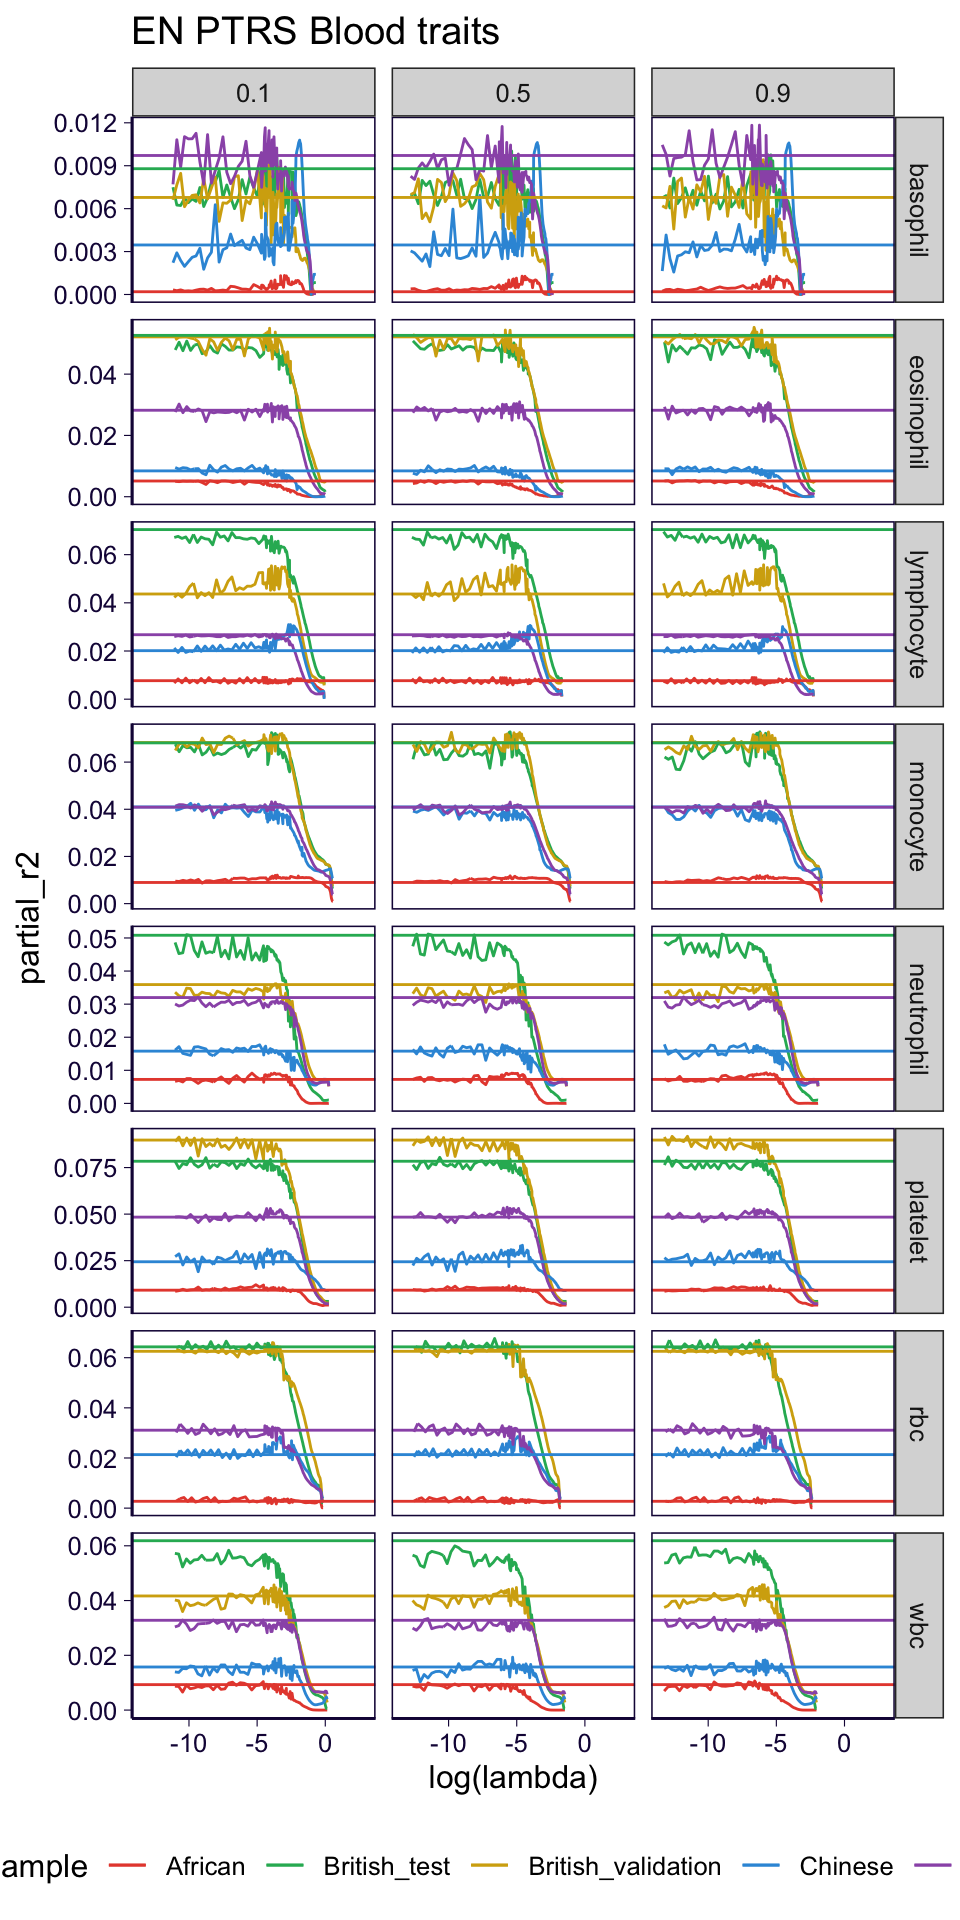 EN PTRS Blood traits
0.1 0.5 0.9
0.012
0.009
0.006
0.003
0.000
basophil
0.04
0.02
0.00
eosinophil
0.06
0.04
0.02
0.00
lymphocyte
0.06
0.04
0.02
0.00
monocyte
partial_r2
0.05
0.04
0.03
0.02
0.01
0.00
neutrophil
0.075
0.050
0.025
0.000
platelet
0.06
0.04
0.02
0.00
rbc
0.06
0.04
0.02
0.00
wbc
-10 -5 0 -10 -5 0 -10 -5 0
log(lambda)
ample African British_test British_validation Chinese